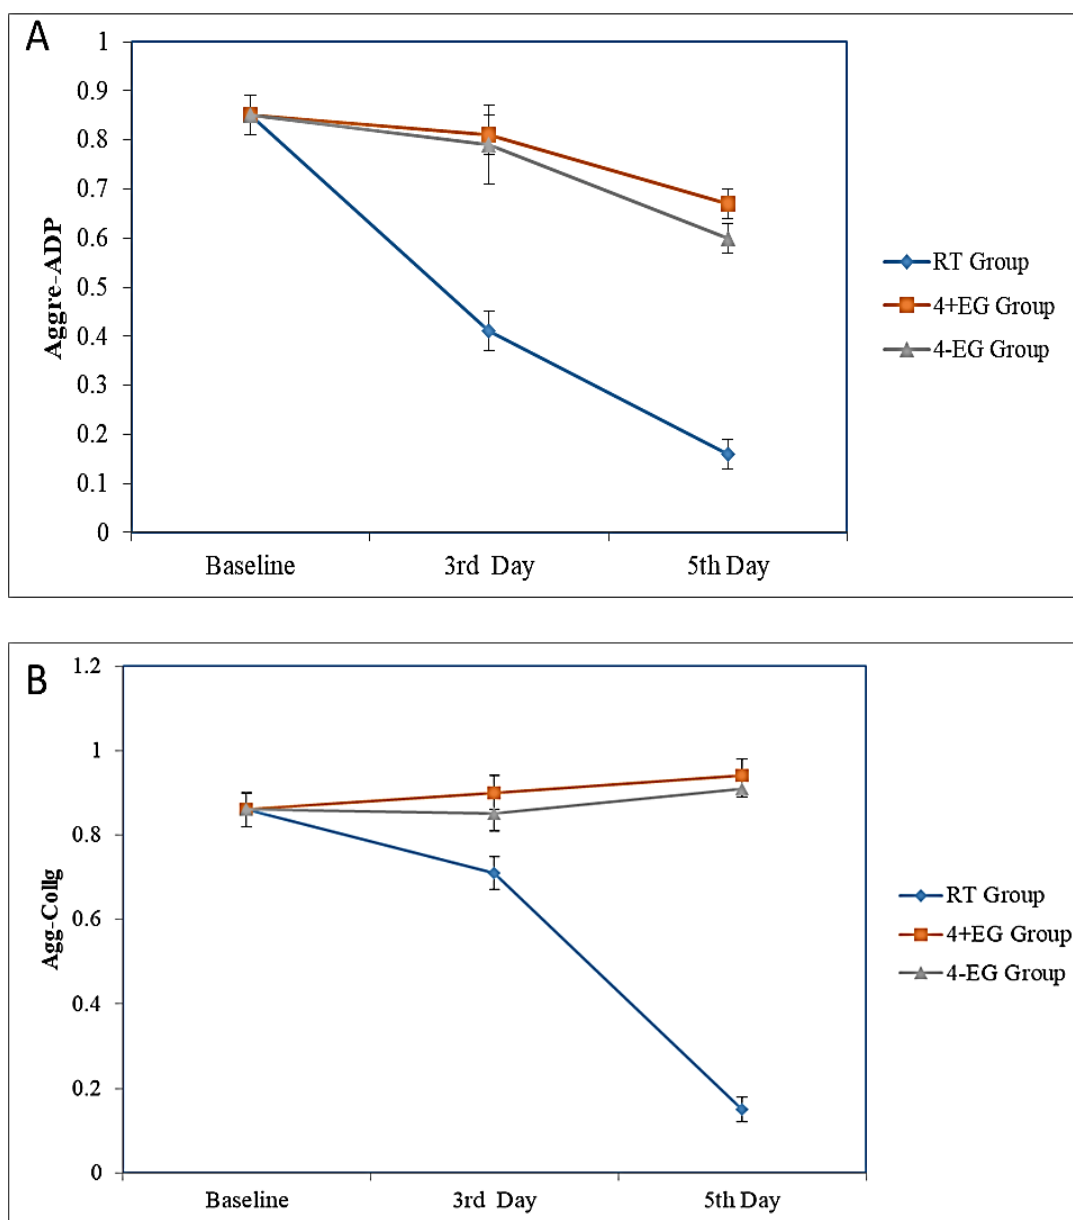 A
1
0.9
0.8
0.7
0.6
0.5
0.4
0.3
0.2
0.1
0
Aggre-ADP
Baseline
3rd Day
5th Day
RT Group
4+EG Group
4-EG Group
B
1.2
1
0.8
0.6
0.4
0.2
0
Agg-Collg
Baseline
3rd Day
5th Day
RT Group
4+EG Group
4-EG Group